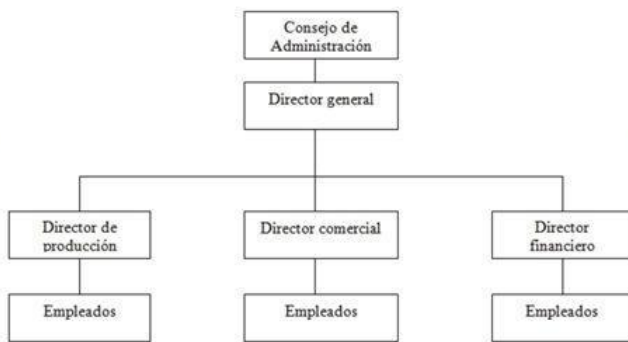 Consejo de
Administración
Director general
Director de
producción
Director comercial
Director
financiero
Empleados
Empleados
Empleados